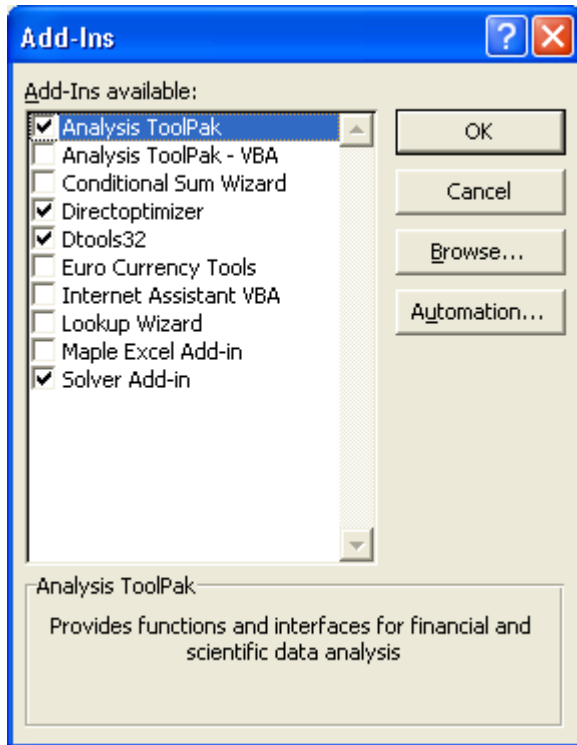 Add-Ins
Add-Ins available:
Analysis ToolPak
Analysis ToolPak - VBA
Conditional Sum Wizard
Directoptimizer
Dtools32
Euro Currency Tools
Internet Assistant VBA
Lookup Wizard
Maple Excel Add-in
Solver Add-in
OK
Cancel
Browse...
Automation...
Analysis ToolPak
Provides functions and interfaces for financial and
scientific data analysis